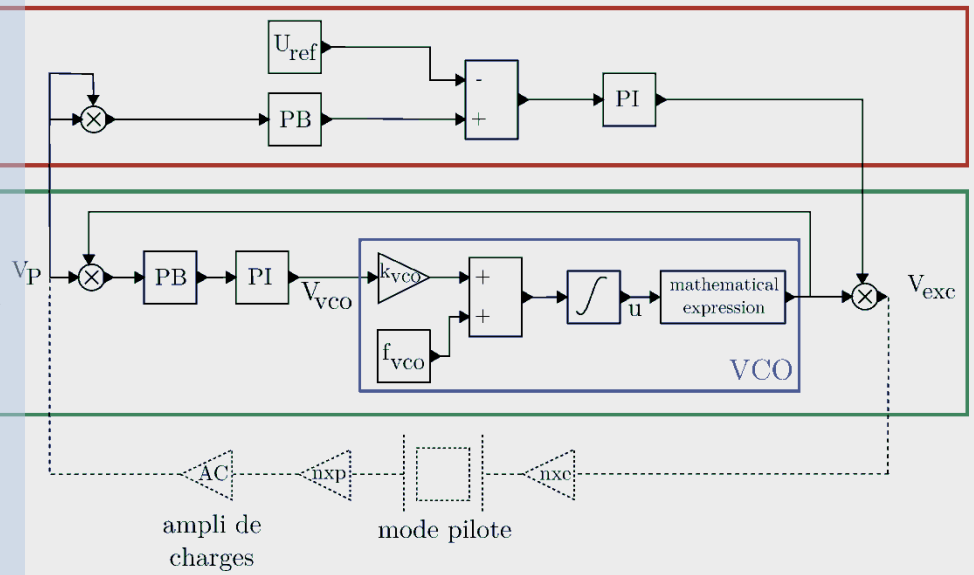 U_ref
-
PB
+
PI
V_P
PB
PI
V_vco
k_vco
+
+
f_vco
∫
u
mathematical
expression
V_exc
VCO
AC
nxp
nxe
ampli de
charges
mode pilote